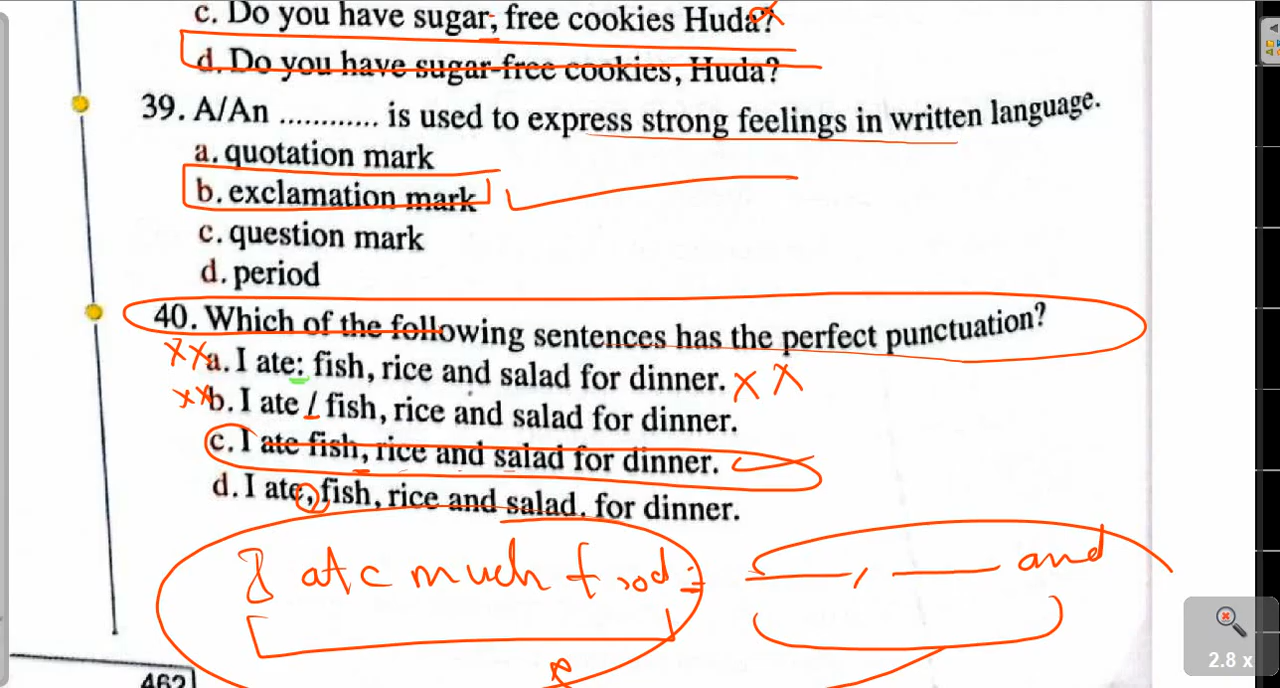 c. Do you have sugar; free cookies Huda?
d. Do you have sugar-free cookies, Huda?
39. A/An ............ is used to express strong feelings in written language.
a. quotation mark
b. exclamation mark
c. question mark
d. period
40. Which of the following sentences has the perfect punctuation?
a. I ate: fish, rice and salad for dinner.
b. I ate / fish, rice and salad for dinner.
c. I ate fish, rice and salad for dinner.
d. I ate, fish, rice and salad. for dinner.
I ate much food: ____, ____ and
462
2.8 x